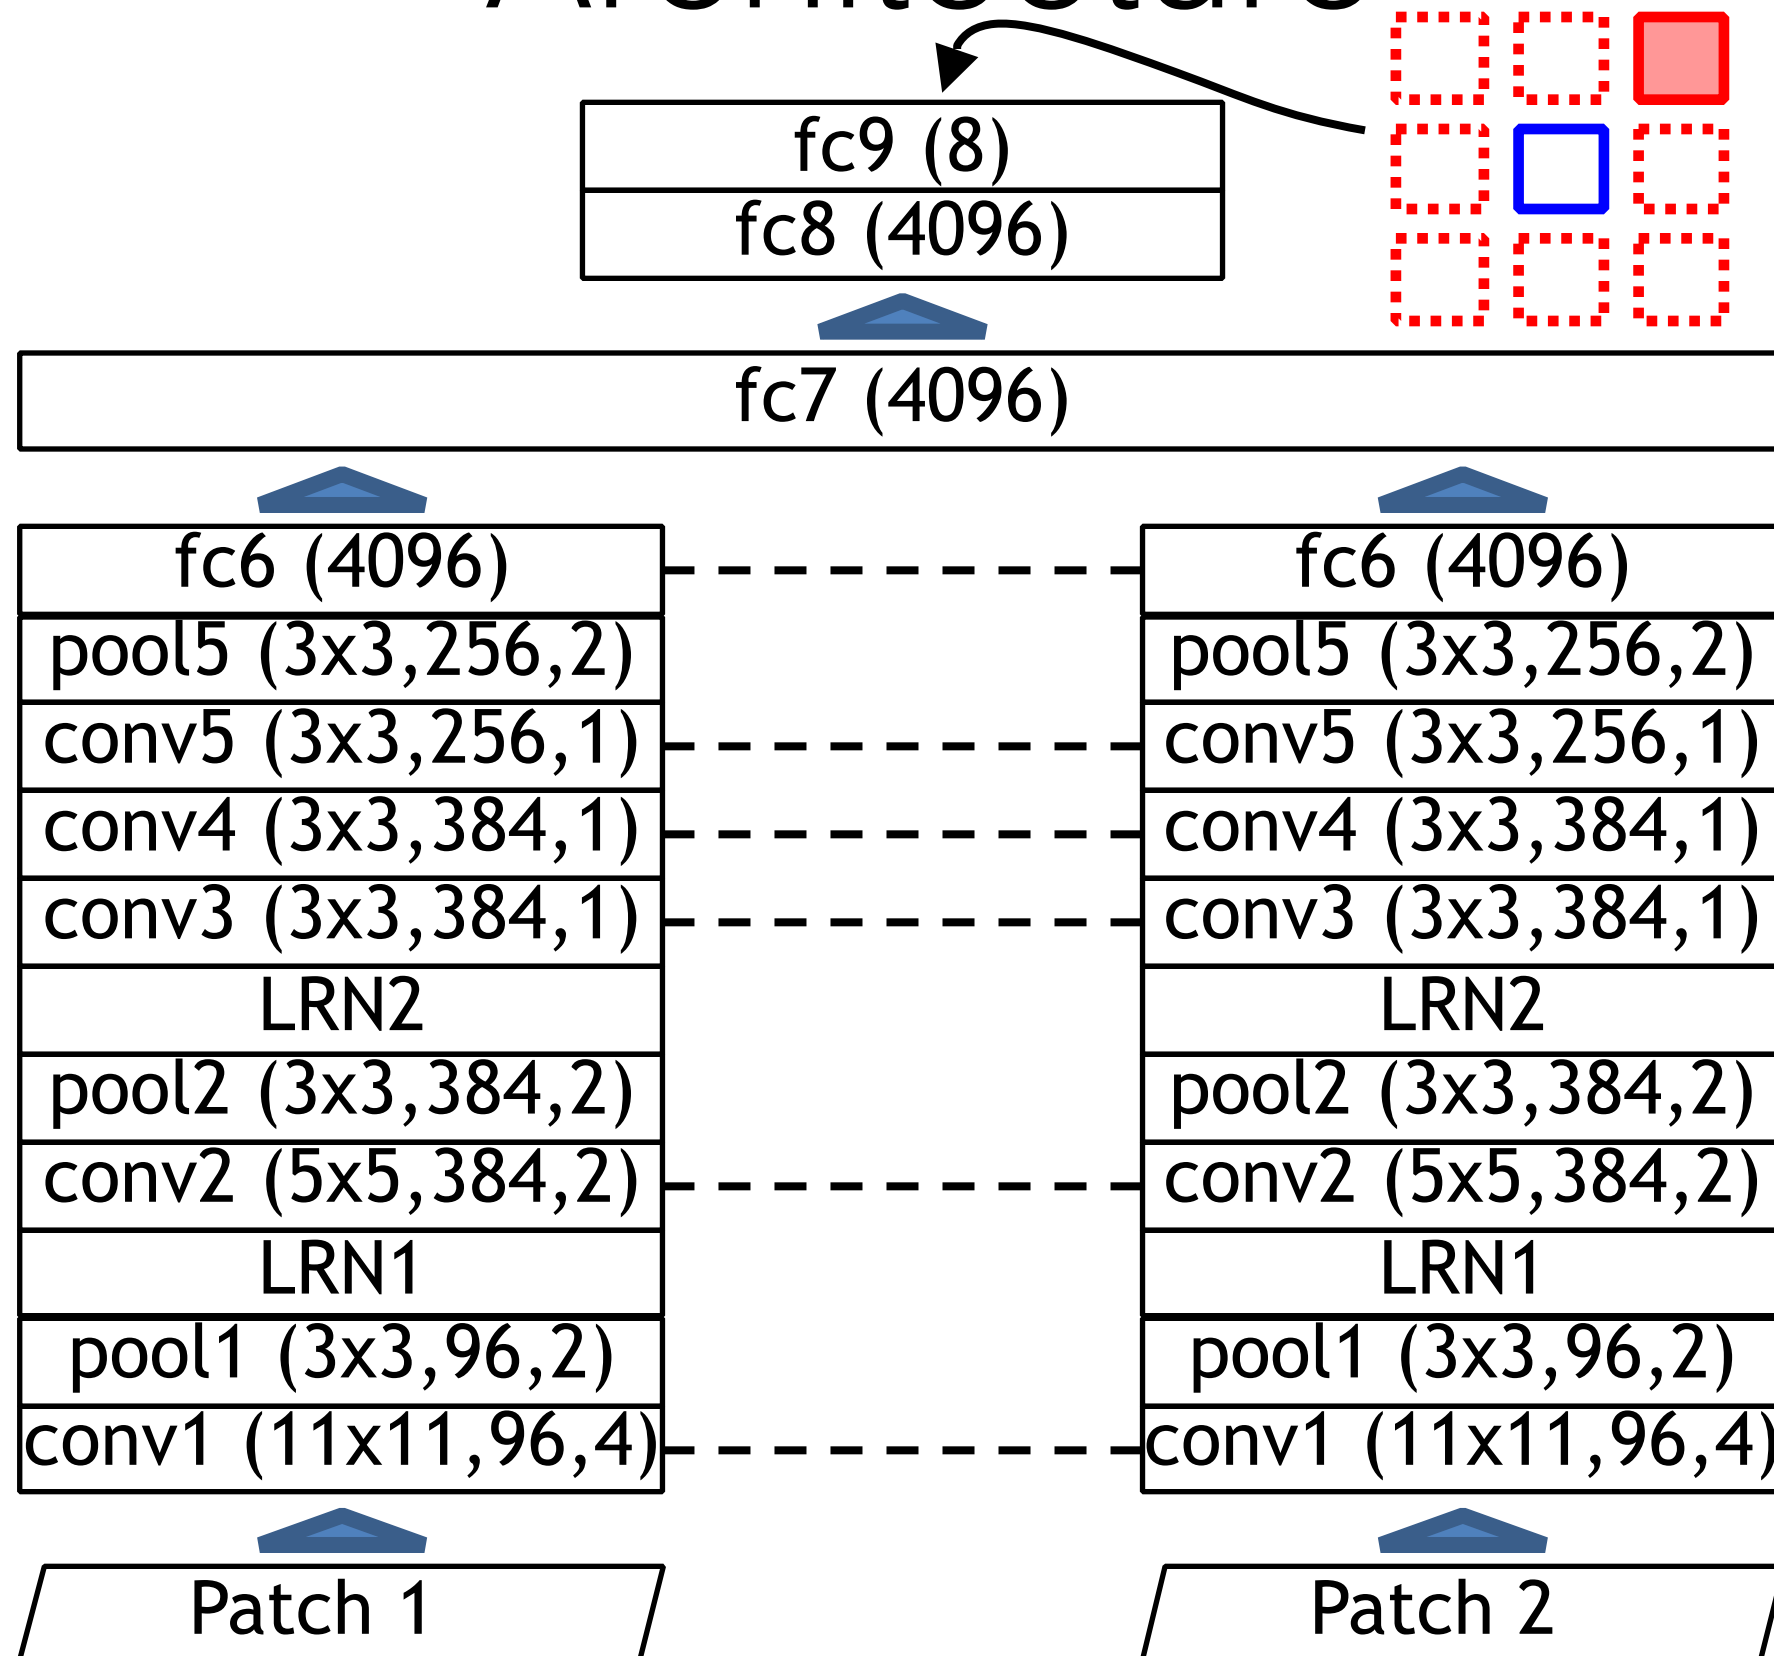 fc9 (8)
fc8 (4096)
fc7 (4096)
fc6 (4096)
pool5 (3x3,256,2)
conv5 (3x3,256,1)
conv4 (3x3,384,1)
conv3 (3x3,384,1)
LRN2
pool2 (3x3,384,2)
conv2 (5x5,384,2)
LRN1
pool1 (3x3,96,2)
conv1 (11x11,96,4)
Patch 1
fc6 (4096)
pool5 (3x3,256,2)
conv5 (3x3,256,1)
conv4 (3x3,384,1)
conv3 (3x3,384,1)
LRN2
pool2 (3x3,384,2)
conv2 (5x5,384,2)
LRN1
pool1 (3x3,96,2)
conv1 (11x11,96,4)
Patch 2